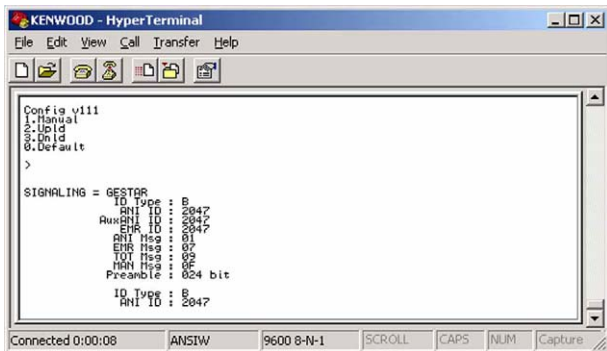 KENWOOD - HyperTerminal
File Edit View Call Transfer Help
Config v111
1.Manual
2.Upld
3.Dnld
0.Default
>
SIGNALING = GESTAR
ID Type : B
ANI ID : 2047
AuxANI ID : 2047
EMR ID : 2047
ANI Msg : 01
EMR Msg : 07
TOT Msg : 09
MAN Msg : 0F
Preamble : 024 bit
ID Type : B
ANI ID : 2047
Connected 0:00:08 ANSIW 9600 8-N-1 SCROLL CAPS NUM Capture